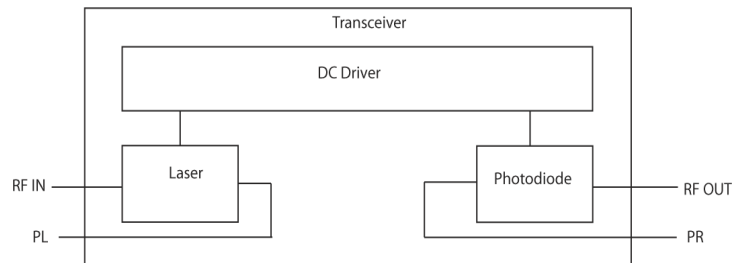 Transceiver
DC Driver
Laser
Photodiode
RF IN
RF OUT
PL
PR